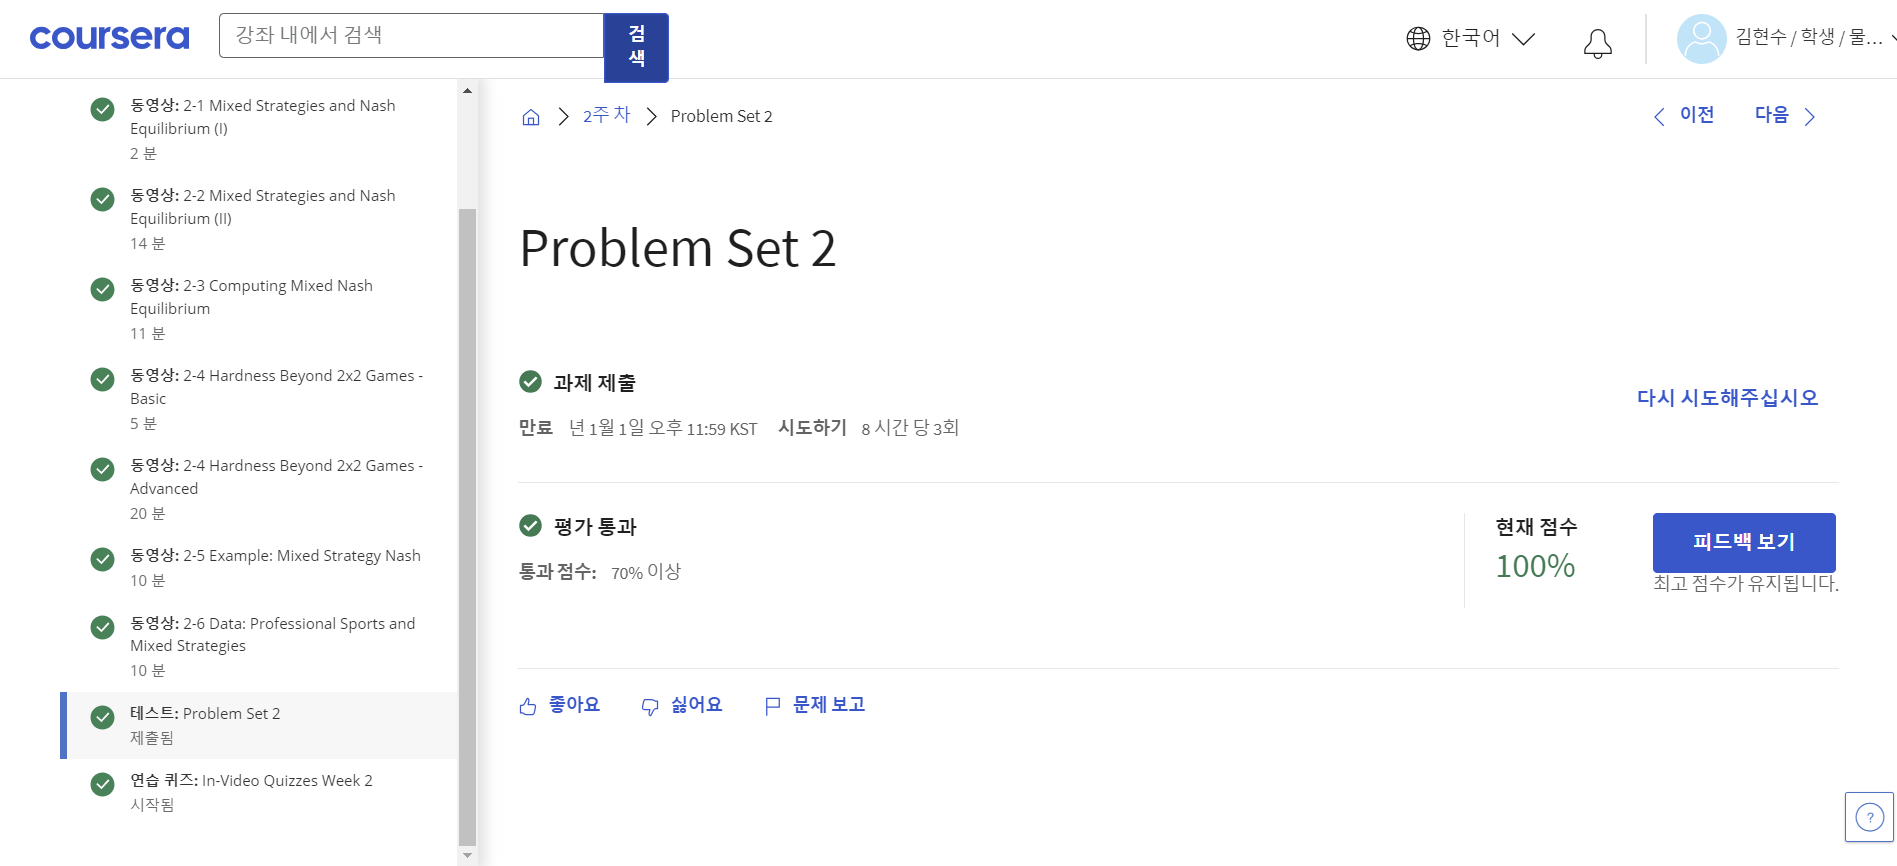 coursera
강좌 내에서 검색
검
색
한국어
김현수 / 학생 / 물...
동영상: 2-1 Mixed Strategies and Nash
Equilibrium (I)
2 분
동영상: 2-2 Mixed Strategies and Nash
Equilibrium (II)
14 분
동영상: 2-3 Computing Mixed Nash
Equilibrium
11 분
동영상: 2-4 Hardness Beyond 2x2 Games -
Basic
5 분
동영상: 2-4 Hardness Beyond 2x2 Games -
Advanced
20 분
동영상: 2-5 Example: Mixed Strategy Nash
10 분
동영상: 2-6 Data: Professional Sports and
Mixed Strategies
10 분
테스트: Problem Set 2
제출됨
연습 퀴즈: In-Video Quizzes Week 2
시작됨
2주 차 Problem Set 2
이전 다음
Problem Set 2
과제 제출
만료 년 1월 1일 오후 11:59 KST 시도하기 8 시간 당 3회
다시 시도해주십시오
평가 통과
통과 점수: 70% 이상
현재 점수
100%
피드백 보기
최고 점수가 유지됩니다.
좋아요 싫어요 문제 보고
?